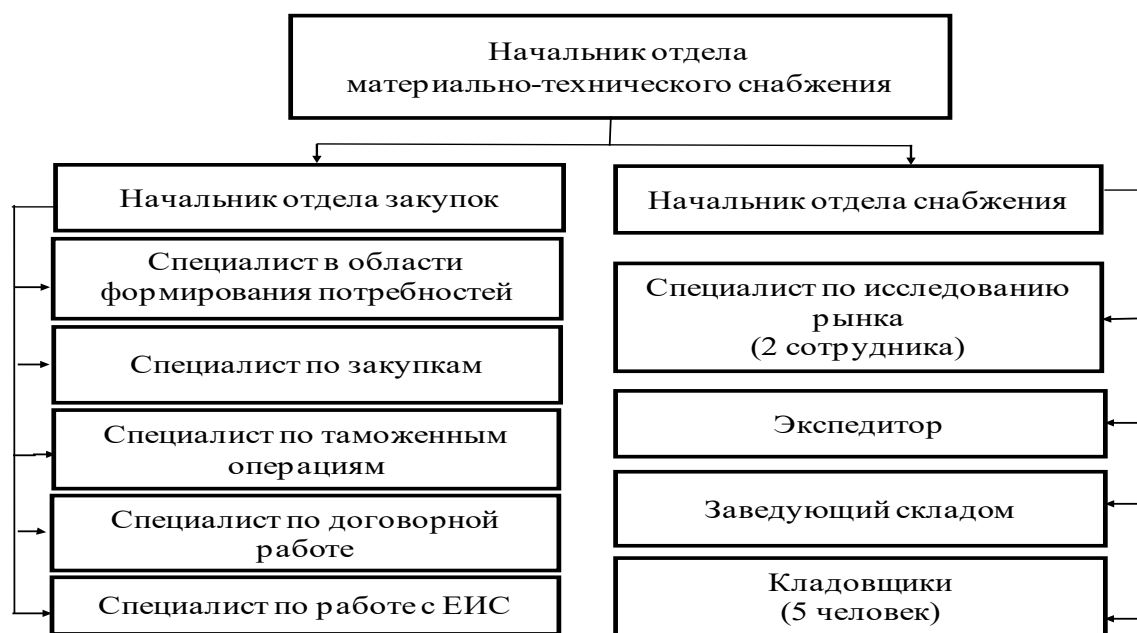 Начальник отдела
материально-технического снабжения
Начальник отдела закупок
Специалист в области
формирования потребностей
Специалист по закупкам
Специалист по таможенным
операциям
Специалист по договорной
работе
Специалист по работе с ЕИС
Начальник отдела снабжения
Специалист по исследованию
рынка
(2 сотрудника)
Экспедитор
Заведующий складом
Кладовщики
(5 человек)